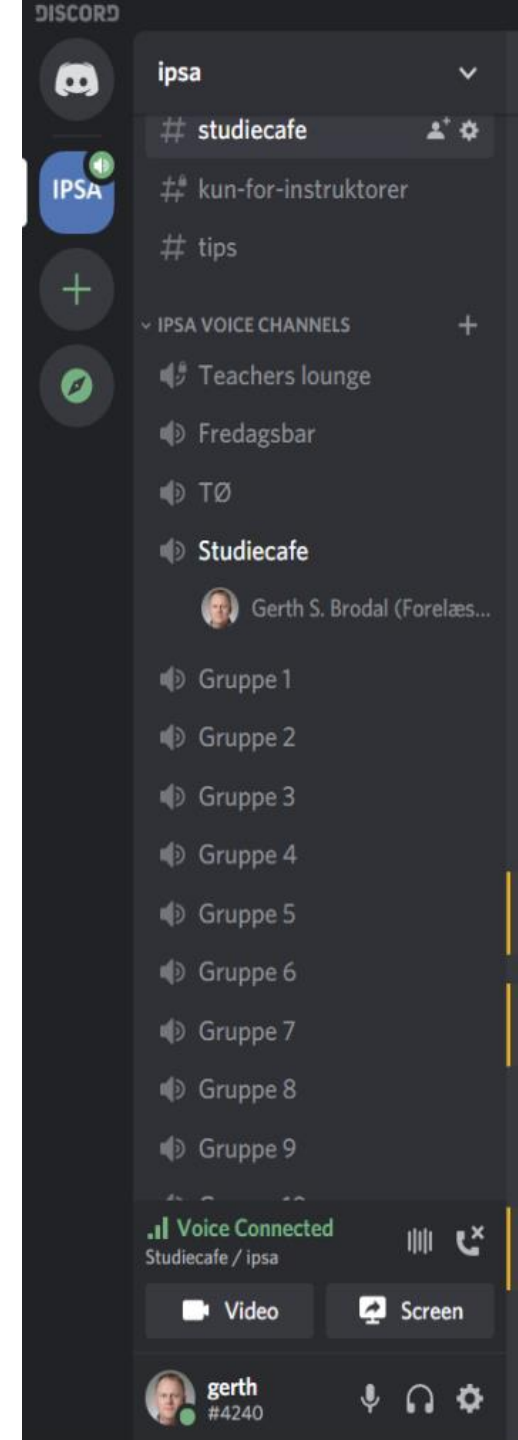 DISCORD
ipsa
studiecafe
IPSA
kun-for-instruktorer
tips
IPSA VOICE CHANNELS
Teachers lounge
Fredagsbar
TØ
Studiecafe
Gerth S. Brodal (Forelæs...
Gruppe 1
Gruppe 2
Gruppe 3
Gruppe 4
Gruppe 5
Gruppe 6
Gruppe 7
Gruppe 8
Gruppe 9
Voice Connected
Studiecafe / ipsa
Video Screen
gerth
#4240